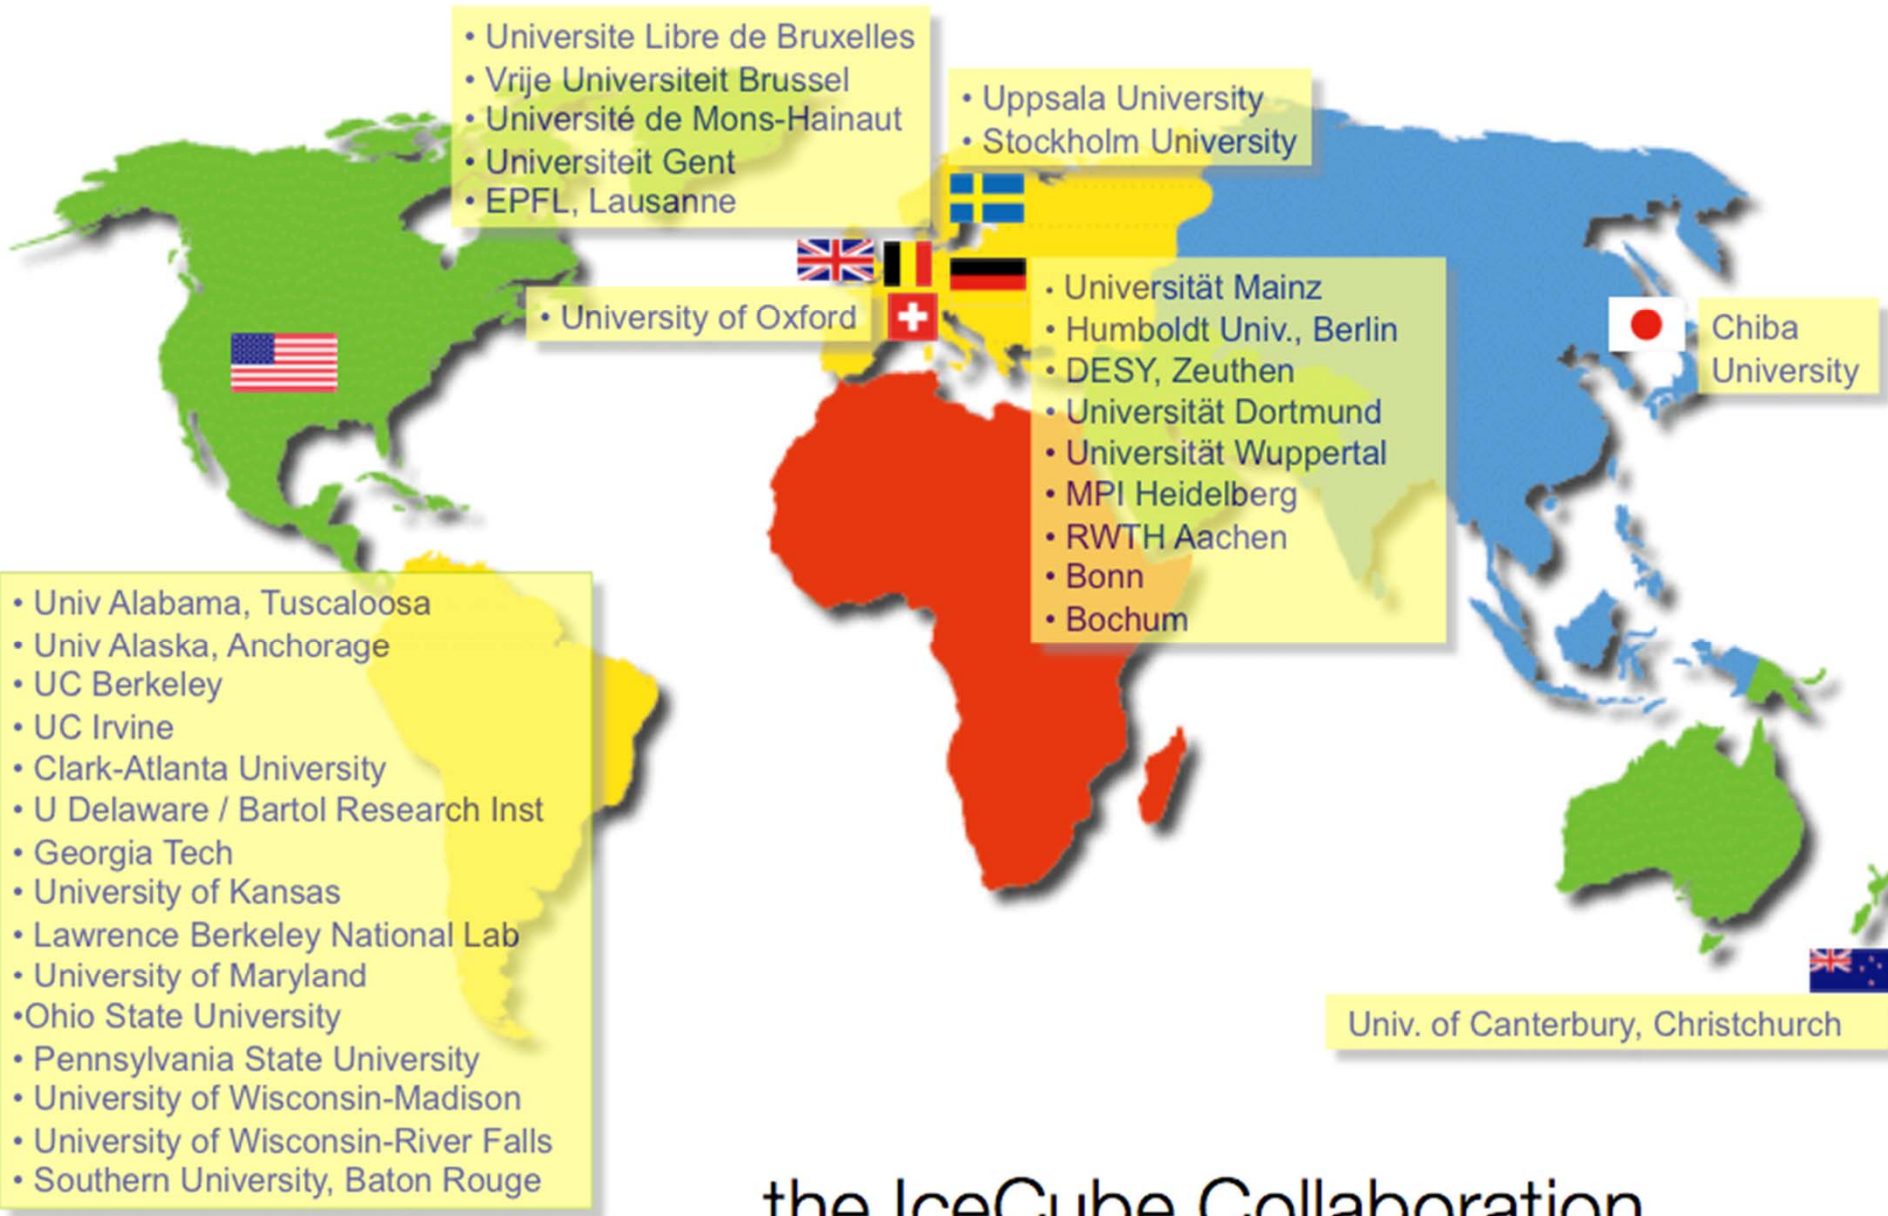 • Universite Libre de Bruxelles
• Vrije Universiteit Brussel
• Université de Mons-Hainaut
• Universiteit Gent
• EPFL, Lausanne
• Uppsala University
• Stockholm University
• University of Oxford
• Universität Mainz
• Humboldt Univ., Berlin
• DESY, Zeuthen
• Universität Dortmund
• Universität Wuppertal
• MPI Heidelberg
• RWTH Aachen
• Bonn
• Bochum
Chiba
University
• Univ Alabama, Tuscaloosa
• Univ Alaska, Anchorage
• UC Berkeley
• UC Irvine
• Clark-Atlanta University
• U Delaware / Bartol Research Inst
• Georgia Tech
• University of Kansas
• Lawrence Berkeley National Lab
• University of Maryland
•Ohio State University
• Pennsylvania State University
• University of Wisconsin-Madison
• University of Wisconsin-River Falls
• Southern University, Baton Rouge
Univ. of Canterbury, Christchurch
the IceCube Collaboration